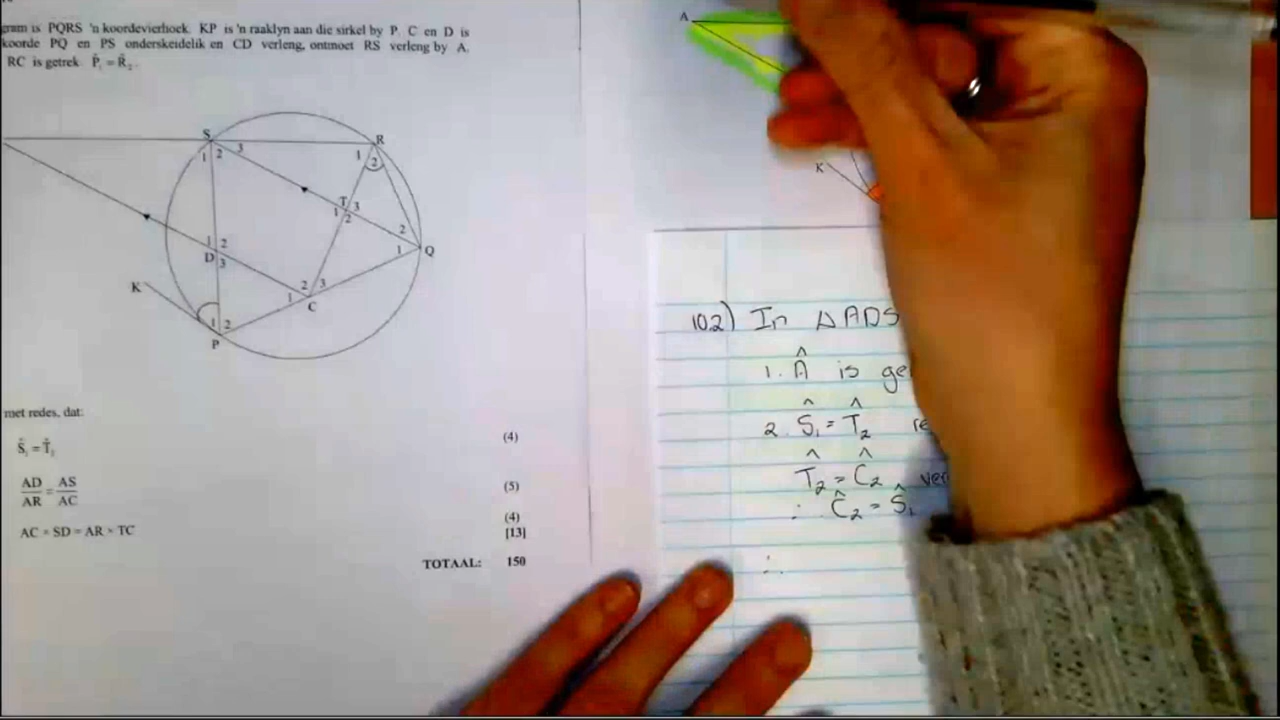 gram is PQRS 'n koordevierhoek. KP is 'n raaklyn aan die sirkel by P. C en D is
koorde PQ en PS onderskeidelik en CD verleng, ontmoet RS verleng by A.
RC is getrek. P̂₁ = R̂₂.
S
R
1
2
3
1
2
T
3
1
2
2
1
Q
1
2
D
3
K
2
3
1
C
1
2
P
met redes, dat:
Ŝ₁ = T̂₂
(4)
AD/AR = AS/AC
(5)
AC × SD = AR × TC
(4)
[13]
TOTAAL: 150
A
K
10.2) In △ADS
1. Â is
2. Ŝ₁ = T̂₂
T̂₂ = Ĉ₂
∴ Ĉ₂ = Ŝ₁
∴